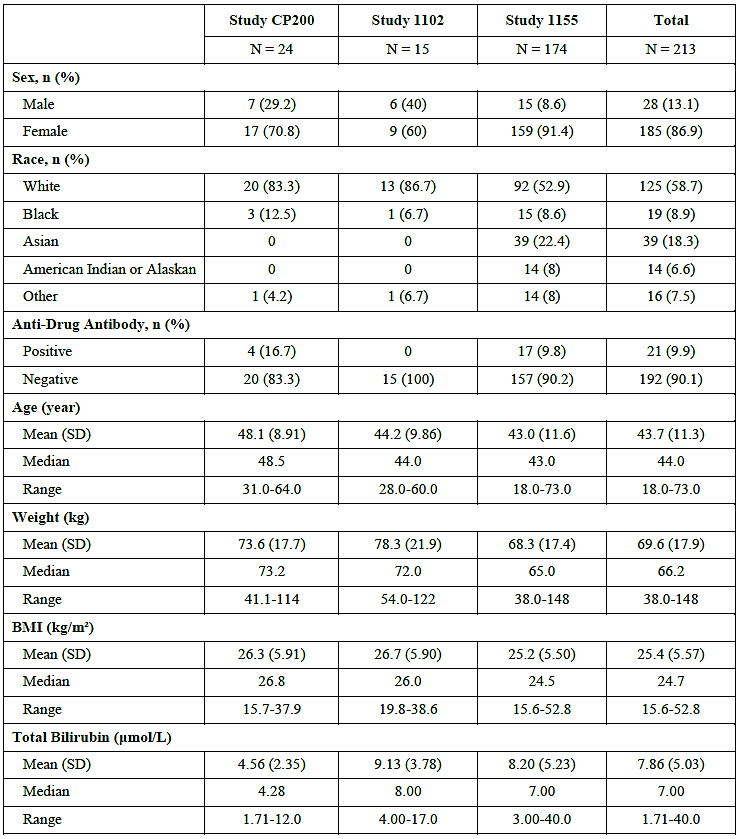 Study CP200 Study 1102 Study 1155 Total
N = 24 N = 15 N = 174 N = 213
Sex, n (%)
Male 7 (29.2) 6 (40) 15 (8.6) 28 (13.1)
Female 17 (70.8) 9 (60) 159 (91.4) 185 (86.9)
Race, n (%)
White 20 (83.3) 13 (86.7) 92 (52.9) 125 (58.7)
Black 3 (12.5) 1 (6.7) 15 (8.6) 19 (8.9)
Asian 0 0 39 (22.4) 39 (18.3)
American Indian or Alaskan 0 0 14 (8) 14 (6.6)
Other 1 (4.2) 1 (6.7) 14 (8) 16 (7.5)
Anti-Drug Antibody, n (%)
Positive 4 (16.7) 0 17 (9.8) 21 (9.9)
Negative 20 (83.3) 15 (100) 157 (90.2) 192 (90.1)
Age (year)
Mean (SD) 48.1 (8.91) 44.2 (9.86) 43.0 (11.6) 43.7 (11.3)
Median 48.5 44.0 43.0 44.0
Range 31.0-64.0 28.0-60.0 18.0-73.0 18.0-73.0
Weight (kg)
Mean (SD) 73.6 (17.7) 78.3 (21.9) 68.3 (17.4) 69.6 (17.9)
Median 73.2 72.0 65.0 66.2
Range 41.1-114 54.0-122 38.0-148 38.0-148
BMI (kg/m²)
Mean (SD) 26.3 (5.91) 26.7 (5.90) 25.2 (5.50) 25.4 (5.57)
Median 26.8 26.0 24.5 24.7
Range 15.7-37.9 19.8-38.6 15.6-52.8 15.6-52.8
Total Bilirubin (µmol/L)
Mean (SD) 4.56 (2.35) 9.13 (3.78) 8.20 (5.23) 7.86 (5.03)
Median 4.28 8.00 7.00 7.00
Range 1.71-12.0 4.00-17.0 3.00-40.0 1.71-40.0